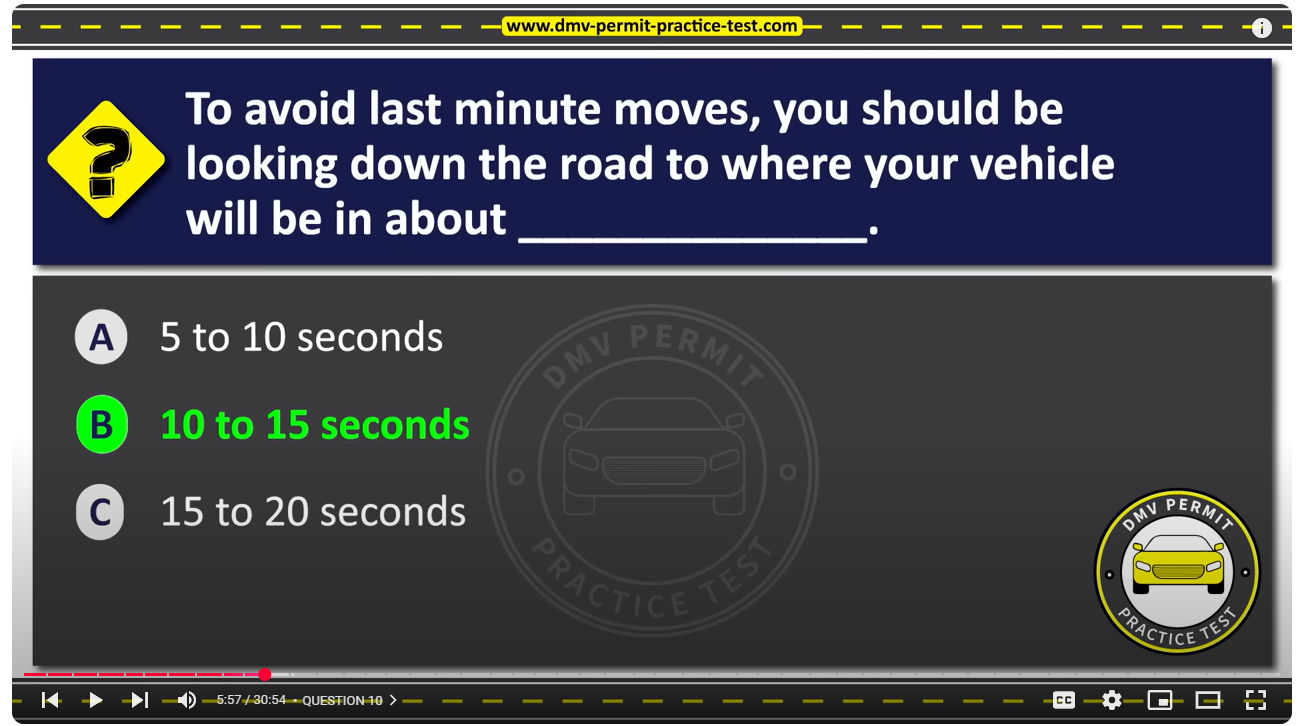 www.dmv-permit-practice-test.com
i
?
To avoid last minute moves, you should be
looking down the road to where your vehicle
will be in about ______________.
A 5 to 10 seconds
B 10 to 15 seconds
C 15 to 20 seconds
DMV PERMIT
PRACTICE TEST
DMV PERMIT
PRACTICE TEST
5:57 / 30:54 • QUESTION 10 >
CC